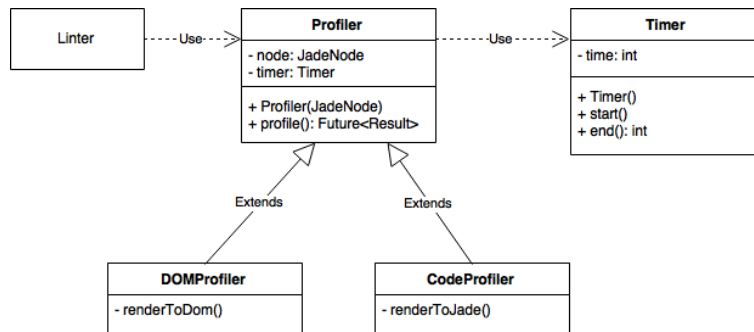 Linter
Use
Profiler
- node: JadeNode
- timer: Timer
+ Profiler(JadeNode)
+ profile(): Future<Result>
Use
Timer
- time: int
+ Timer()
+ start()
+ end(): int
Extends
Extends
DOMProfiler
- renderToDom()
CodeProfiler
- renderToJade()